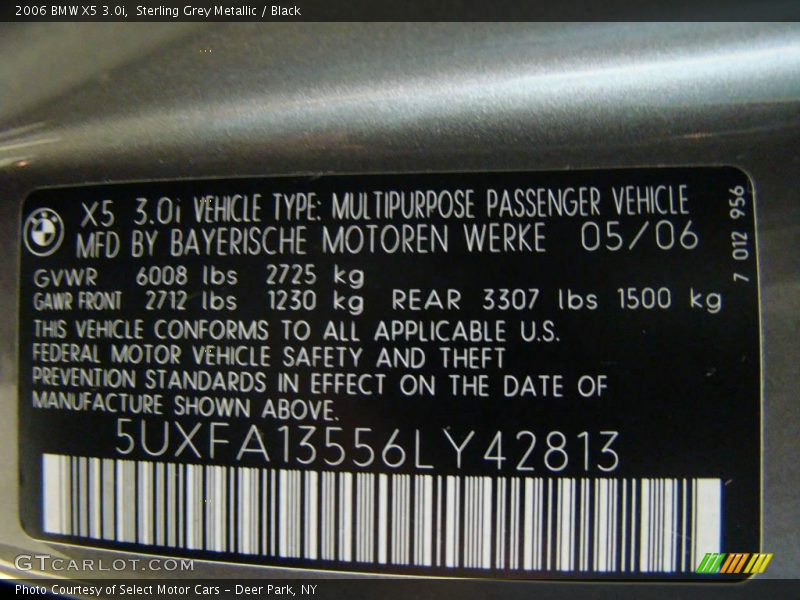 2006 BMW X5 3.0i, Sterling Grey Metallic / Black
X5 3.0i VEHICLE TYPE: MULTIPURPOSE PASSENGER VEHICLE
MFD BY BAYERISCHE MOTOREN WERKE 05/06
7 012 956
GVWR 6008 lbs 2725 kg
GAWR FRONT 2712 lbs 1230 kg REAR 3307 lbs 1500 kg
THIS VEHICLE CONFORMS TO ALL APPLICABLE U.S.
FEDERAL MOTOR VEHICLE SAFETY AND THEFT
PREVENTION STANDARDS IN EFFECT ON THE DATE OF
MANUFACTURE SHOWN ABOVE.
5UXFA13556LY42813
GTCARLOT.COM
Photo Courtesy of Select Motor Cars - Deer Park, NY